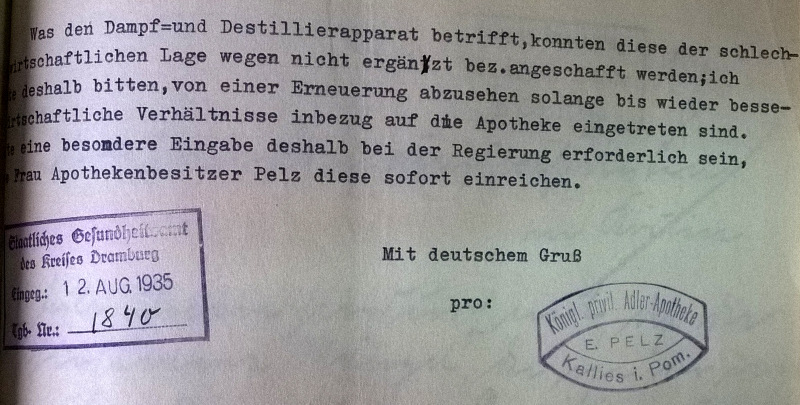 Was den Dampf=und Destillierapparat betrifft,konnten diese der schlech-
irtschaftlichen Lage wegen nicht ergänzt bez.angeschafft werden;ich
deshalb bitten,von einer Erneuerung abzusehen solange bis wieder besse-
rtschaftliche Verhältnisse inbezug auf die Apotheke eingetreten sind.
te eine besondere Eingabe deshalb bei der Regierung erforderlich sein,
Frau Apothekenbesitzer Pelz diese sofort einreichen.
Mit deutschem Gruß
pro:
Staatliches Gesundheitsamt
des Kreises Dramburg
Eingeg.: 12. AUG. 1935
Tgb. Nr.: 1840
Königl. privil. Adler-Apotheke
E. PELZ
Kallies i. Pom.